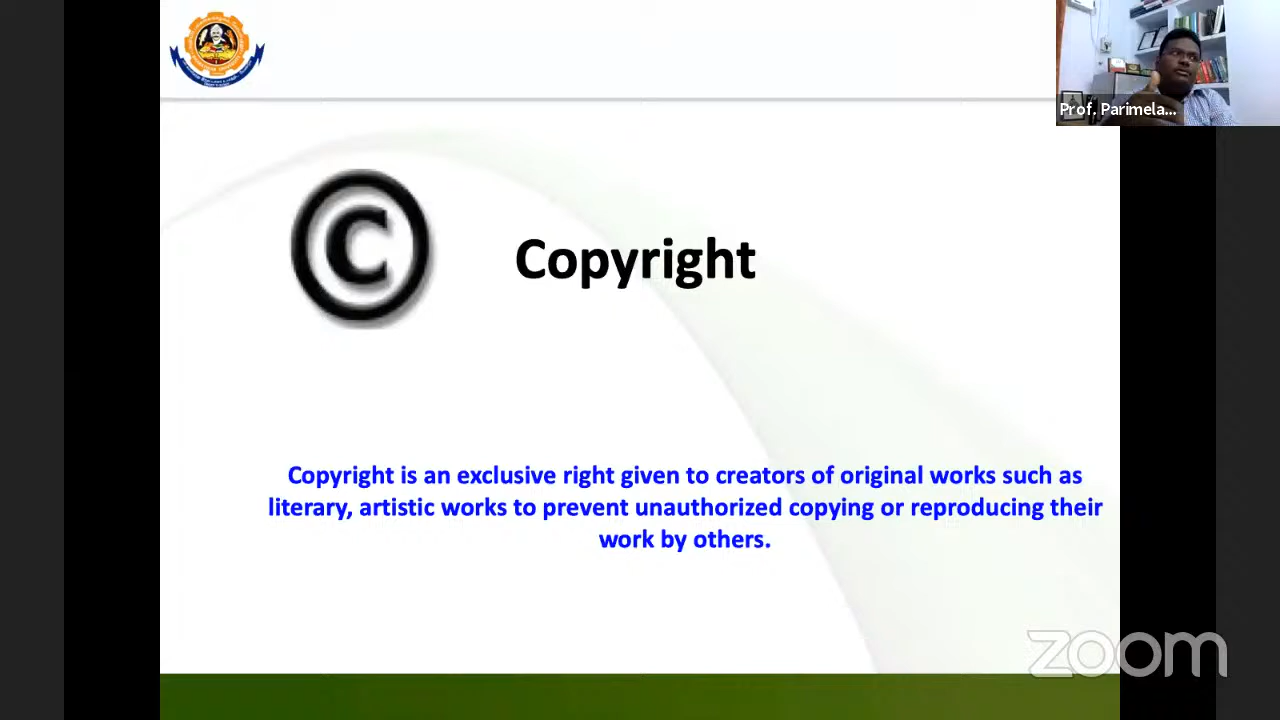 Prof. Parimela...
©
Copyright
Copyright is an exclusive right given to creators of original works such as
literary, artistic works to prevent unauthorized copying or reproducing their
work by others.
zoom